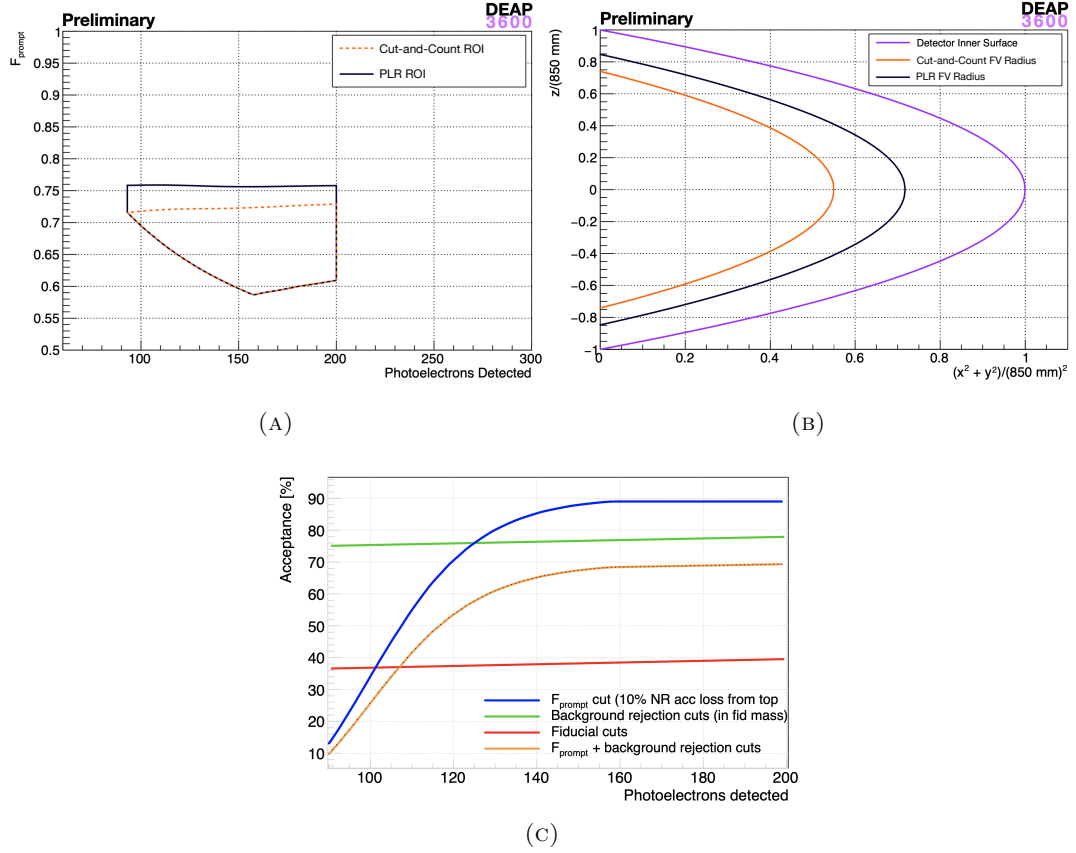 Preliminary
DEAP
3600
F_prompt
1
0.95
0.9
0.85
0.8
0.75
0.7
0.65
0.6
0.55
0.5
Cut-and-Count ROI
PLR ROI
100
150
200
250
300
Photoelectrons Detected
(A)
Preliminary
DEAP
3600
z/(850 mm)
1
0.8
0.6
0.4
0.2
0
−0.2
−0.4
−0.6
−0.8
−1
Detector Inner Surface
Cut-and-Count FV Radius
PLR FV Radius
0
0.2
0.4
0.6
0.8
1
(x² + y²)/(850 mm)²
(B)
Acceptance [%]
90
80
70
60
50
40
30
20
10
F_prompt cut (10% NR acc loss from top
Background rejection cuts (in fid mass)
Fiducial cuts
F_prompt + background rejection cuts
100
120
140
160
180
200
Photoelectrons detected
(C)